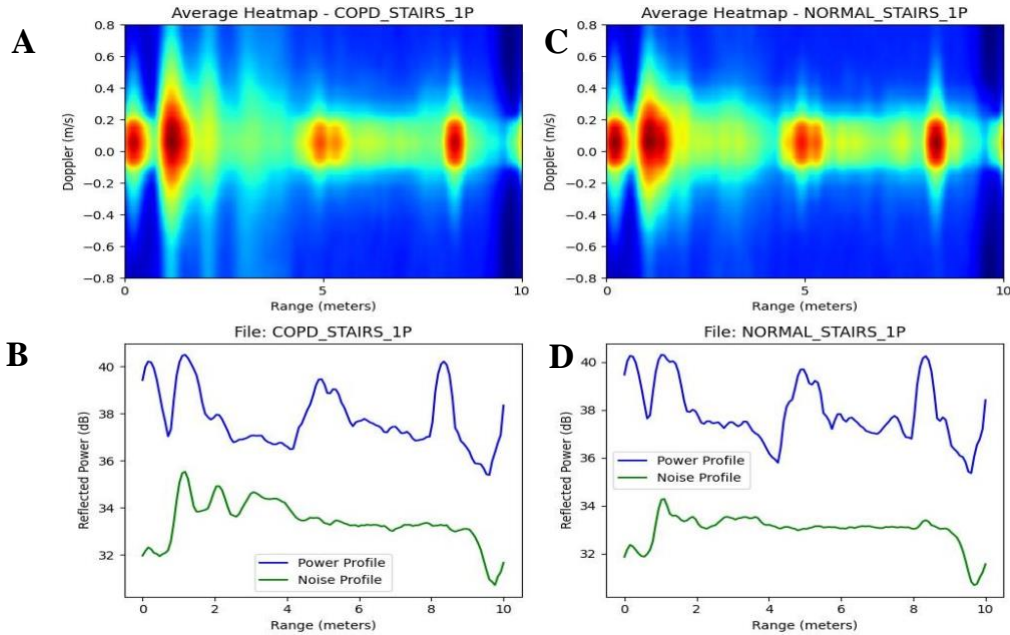 A
Average Heatmap - COPD_STAIRS_1P
0.8
0.6
0.4
0.2
0.0
−0.2
−0.4
−0.6
−0.8
Doppler (m/s)
0
5
10
Range (meters)
C
Average Heatmap - NORMAL_STAIRS_1P
0.8
0.6
0.4
0.2
0.0
−0.2
−0.4
−0.6
−0.8
Doppler (m/s)
0
5
10
Range (meters)
B
File: COPD_STAIRS_1P
40
38
36
34
32
Reflected Power (dB)
Power Profile
Noise Profile
0
2
4
6
8
10
Range (meters)
D
File: NORMAL_STAIRS_1P
40
38
36
34
32
Reflected Power (dB)
Power Profile
Noise Profile
0
2
4
6
8
10
Range (meters)